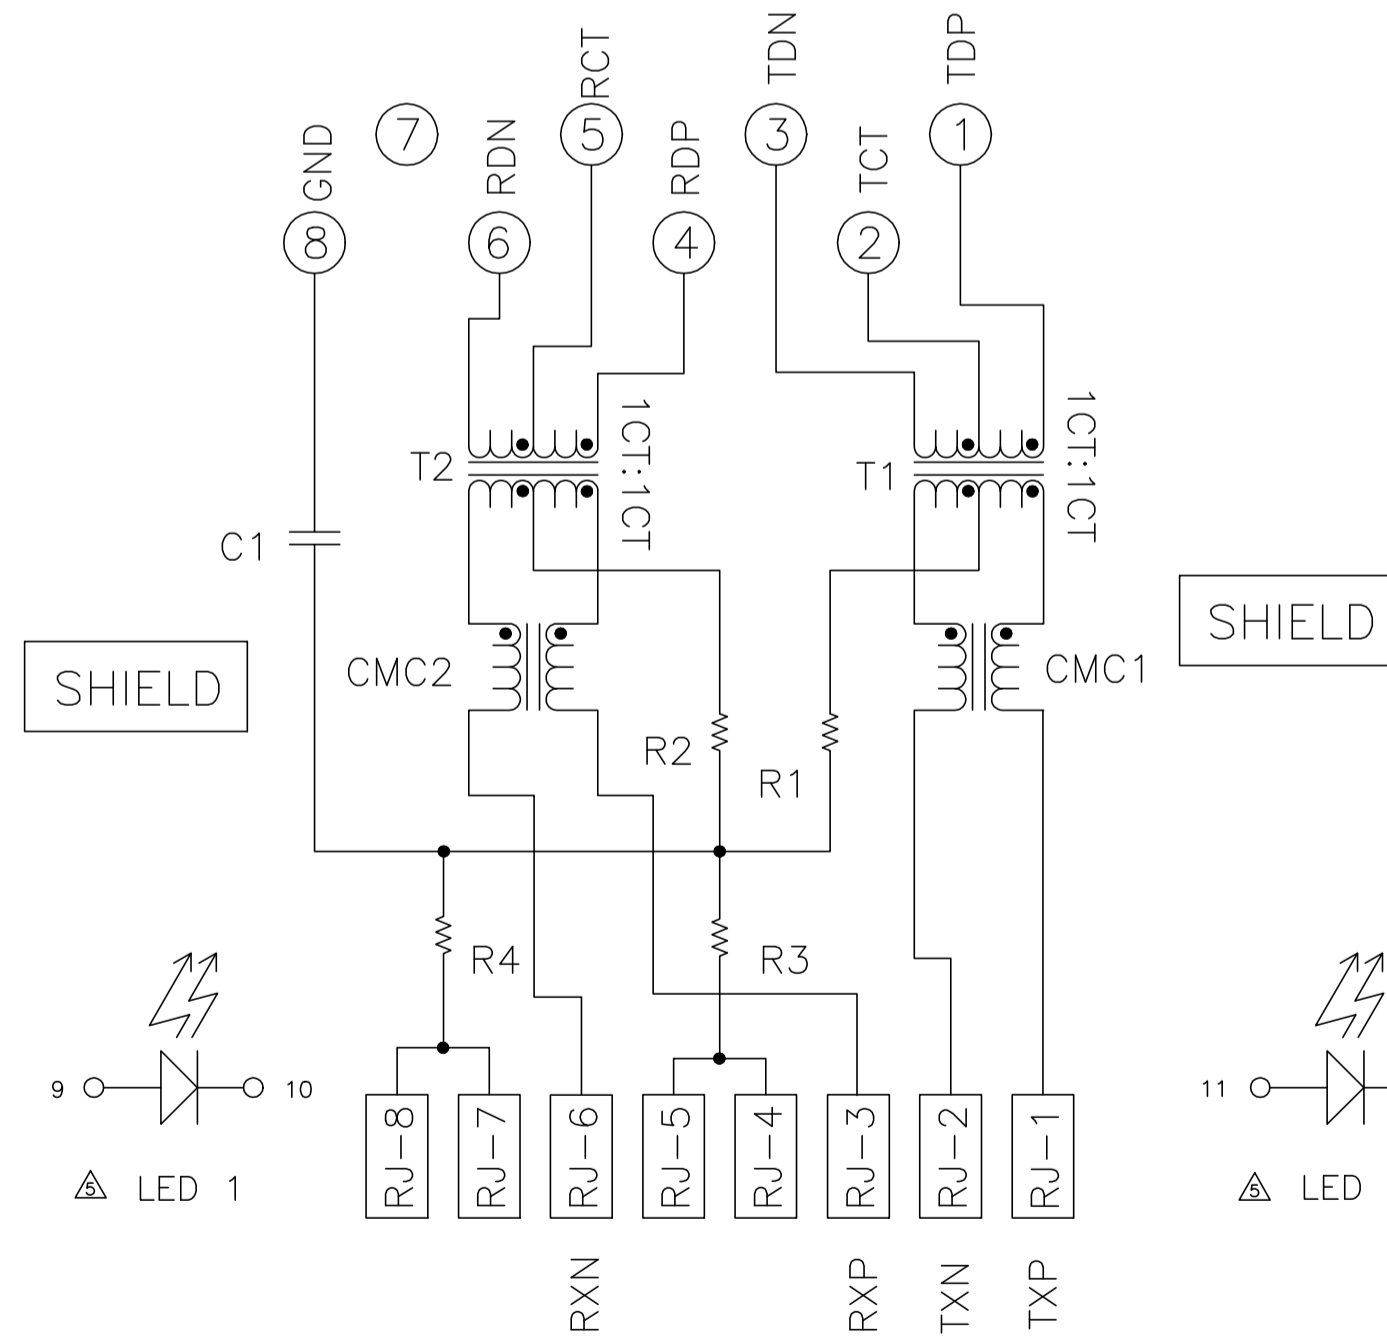 TDN
TDP
RCT
7
5
3
1
GND
RDN
RDP
TCT
8
6
4
2
1CT:1CT
1CT:1CT
T2
T1
C1
SHIELD
SHIELD
CMC2
CMC1
R2
R1
R4
R3
9
10
11
RJ-8
RJ-7
RJ-6
RJ-5
RJ-4
RJ-3
RJ-2
RJ-1
5 LED 1
5 LED
RXN
RXP
TXN
TXP